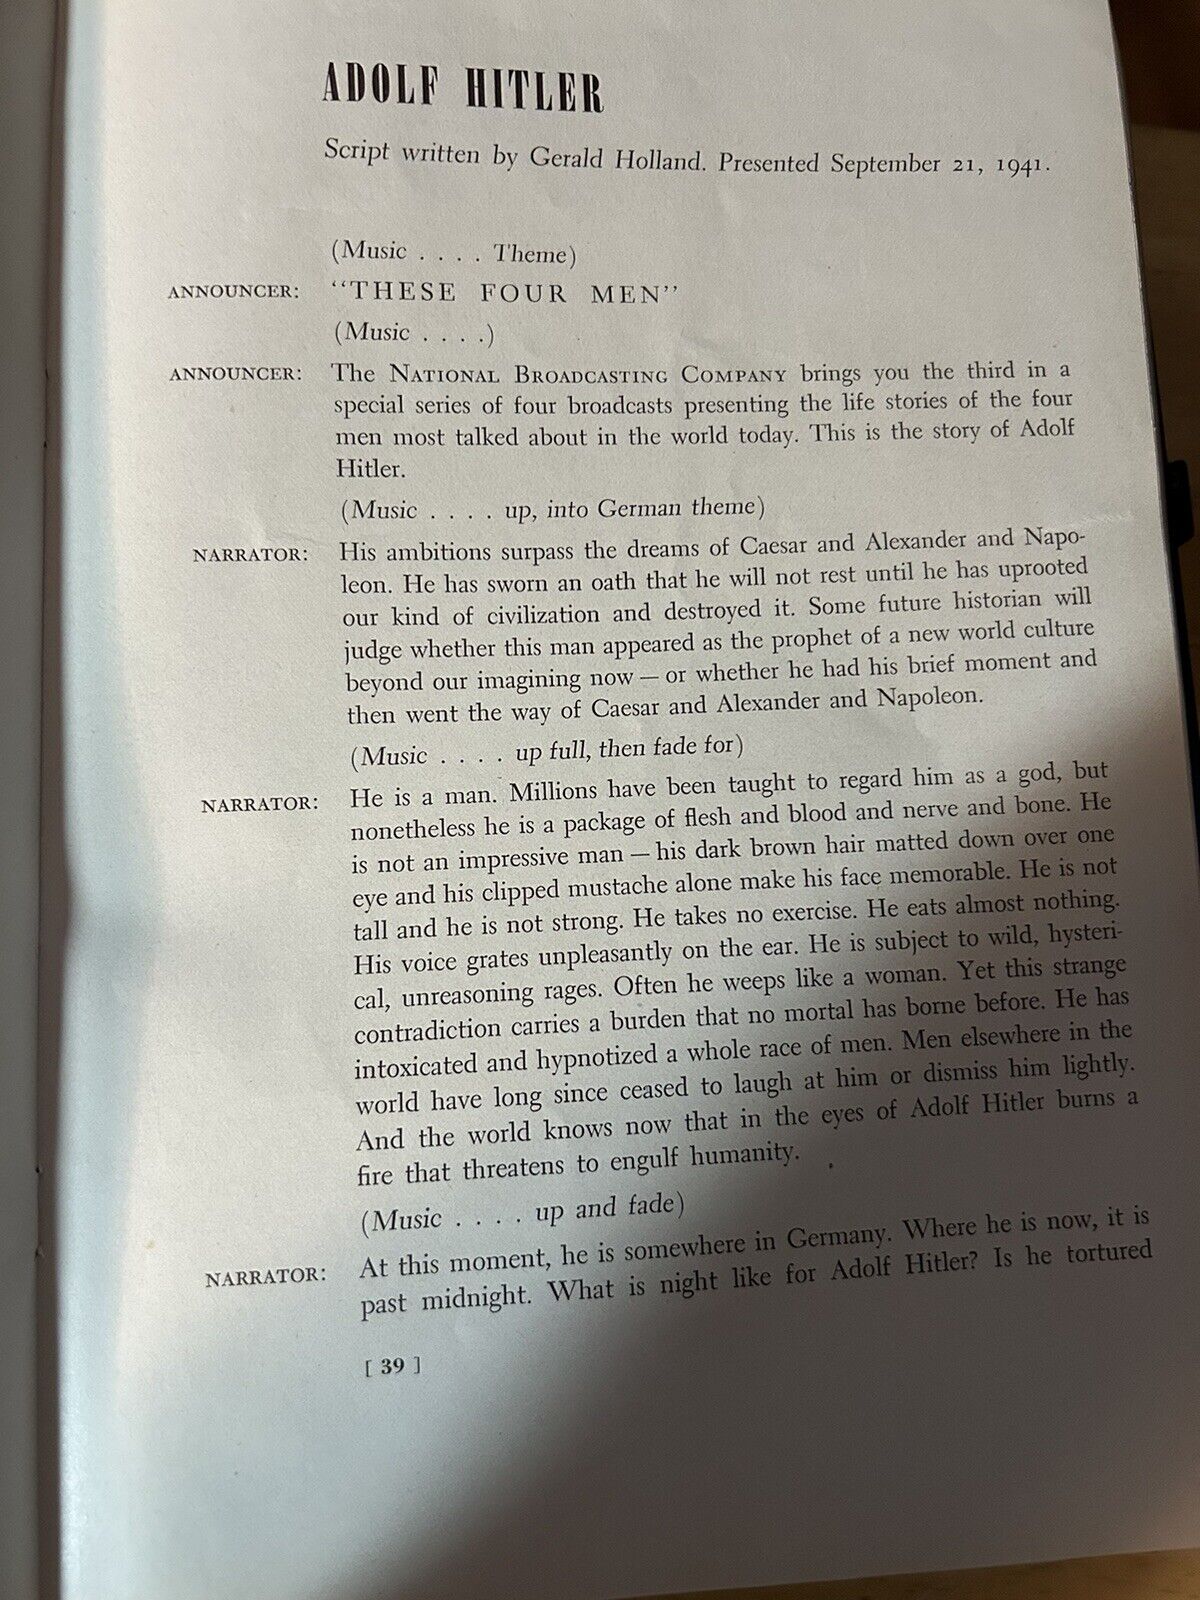 ADOLF HITLER
Script written by Gerald Holland. Presented September 21, 1941.
(Music . . . . Theme)
ANNOUNCER: "THESE FOUR MEN"
(Music . . . .)
ANNOUNCER: The NATIONAL BROADCASTING COMPANY brings you the third in a
special series of four broadcasts presenting the life stories of the four
men most talked about in the world today. This is the story of Adolf
Hitler.
(Music . . . . up, into German theme)
NARRATOR: His ambitions surpass the dreams of Caesar and Alexander and Napo-
leon. He has sworn an oath that he will not rest until he has uprooted
our kind of civilization and destroyed it. Some future historian will
judge whether this man appeared as the prophet of a new world culture
beyond our imagining now — or whether he had his brief moment and
then went the way of Caesar and Alexander and Napoleon.
(Music . . . . up full, then fade for)
NARRATOR: He is a man. Millions have been taught to regard him as a god, but
nonetheless he is a package of flesh and blood and nerve and bone. He
is not an impressive man — his dark brown hair matted down over one
eye and his clipped mustache alone make his face memorable. He is not
tall and he is not strong. He takes no exercise. He eats almost nothing.
His voice grates unpleasantly on the ear. He is subject to wild, hysteri-
cal, unreasoning rages. Often he weeps like a woman. Yet this strange
contradiction carries a burden that no mortal has borne before. He has
intoxicated and hypnotized a whole race of men. Men elsewhere in the
world have long since ceased to laugh at him or dismiss him lightly.
And the world knows now that in the eyes of Adolf Hitler burns a
fire that threatens to engulf humanity.
(Music . . . . up and fade)
NARRATOR: At this moment, he is somewhere in Germany. Where he is now, it is
past midnight. What is night like for Adolf Hitler? Is he tortured
[ 39 ]